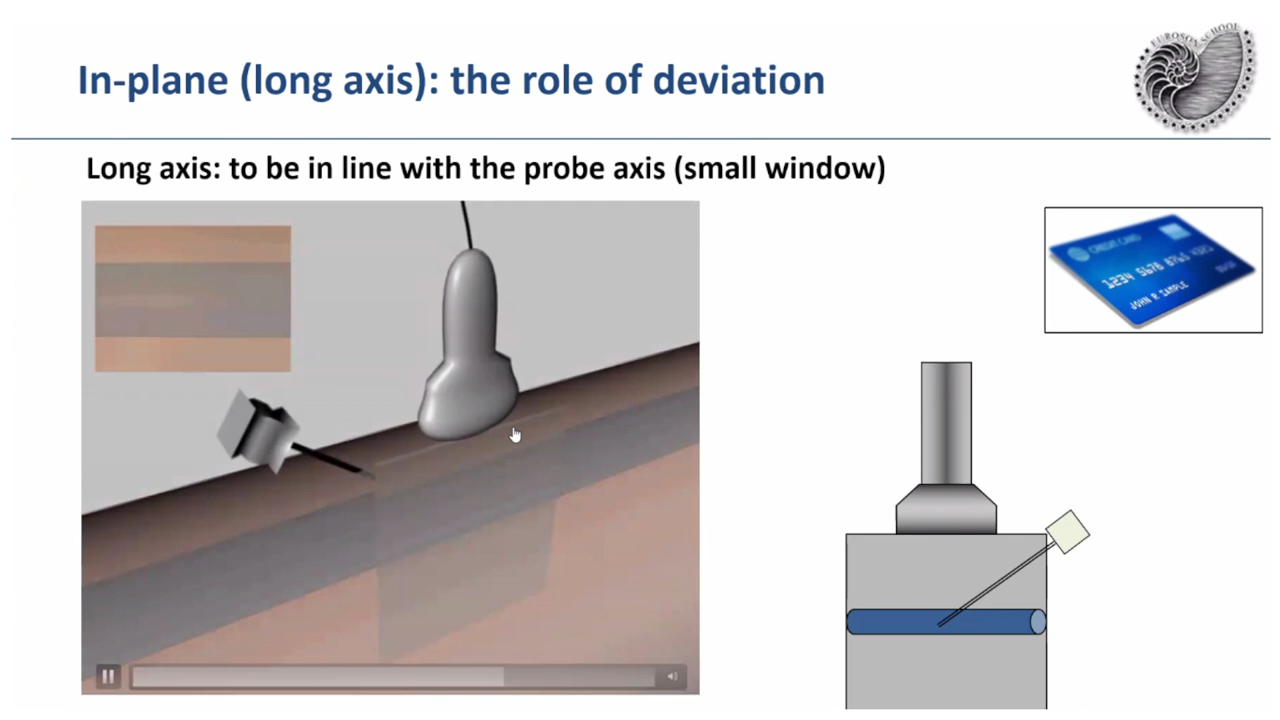 EUROSON SCHOOL
In-plane (long axis): the role of deviation
Long axis: to be in line with the probe axis (small window)
CREDIT CARD
1234 5678 8765
JOHN R SAMPLE